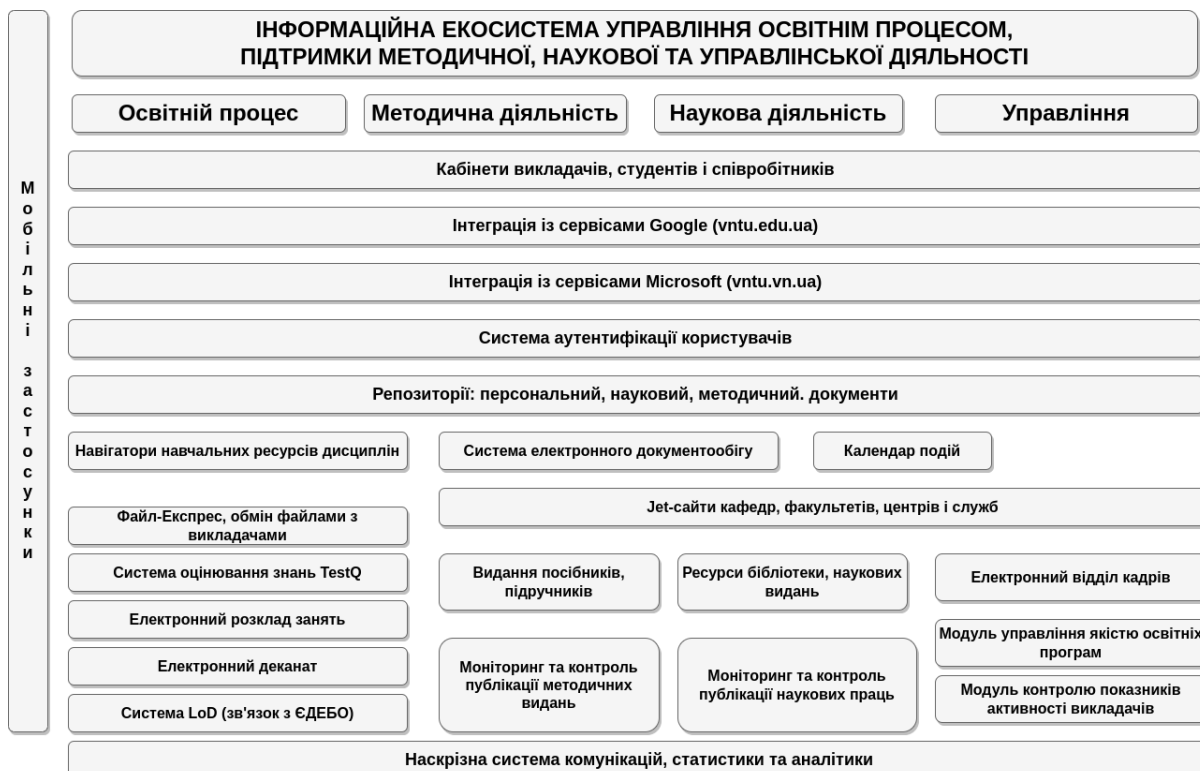 ІНФОРМАЦІЙНА ЕКОСИСТЕМА УПРАВЛІННЯ ОСВІТНІМ ПРОЦЕСОМ,
ПІДТРИМКИ МЕТОДИЧНОЇ, НАУКОВОЇ ТА УПРАВЛІНСЬКОЇ ДІЯЛЬНОСТІ
Мобільні застосунки
Освітній процес
Методична діяльність
Наукова діяльність
Управління
Кабінети викладачів, студентів і співробітників
Інтеграція із сервісами Google (vntu.edu.ua)
Інтеграція із сервісами Microsoft (vntu.vn.ua)
Система аутентифікації користувачів
Репозиторії: персональний, науковий, методичний. документи
Навігатори навчальних ресурсів дисциплін
Система електронного документообігу
Календар подій
Jet-сайти кафедр, факультетів, центрів і служб
Файл-Експрес, обмін файлами з
викладачами
Система оцінювання знань TestQ
Електронний розклад занять
Електронний деканат
Система LoD (зв'язок з ЄДЕБО)
Видання посібників,
підручників
Ресурси бібліотеки, наукових
видань
Електронний відділ кадрів
Моніторинг та контроль
публікації методичних
видань
Моніторинг та контроль
публікації наукових праць
Модуль управління якістю освітніх
програм
Модуль контролю показників
активності викладачів
Наскрізна система комунікацій, статистики та аналітики